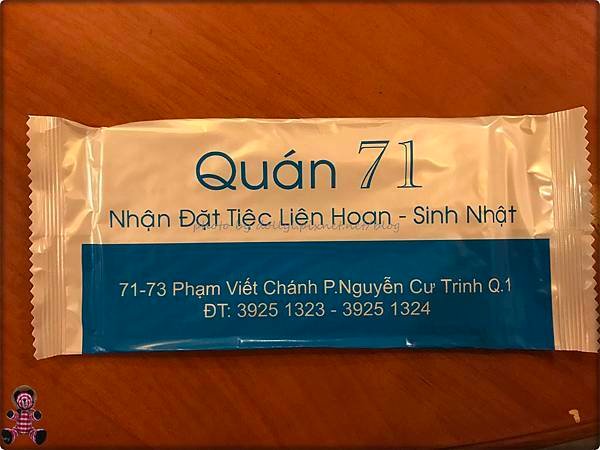 Quán 71
Nhận Đặt Tiệc Liên Hoan - Sinh Nhật
71-73 Phạm Viết Chánh P.Nguyễn Cư Trinh Q.1
ĐT: 3925 1323 - 3925 1324